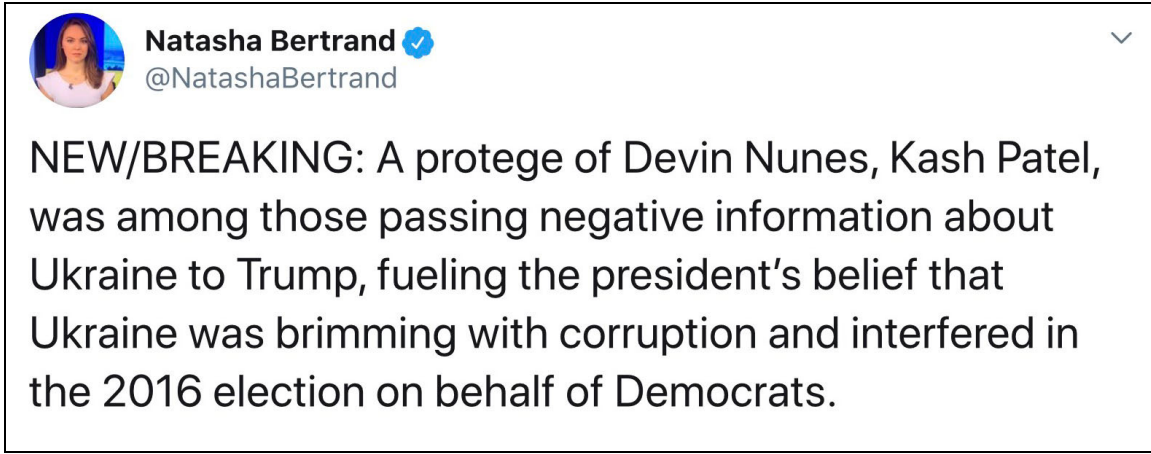 Natasha Bertrand
@NatashaBertrand
NEW/BREAKING: A protege of Devin Nunes, Kash Patel,
was among those passing negative information about
Ukraine to Trump, fueling the president’s belief that
Ukraine was brimming with corruption and interfered in
the 2016 election on behalf of Democrats.